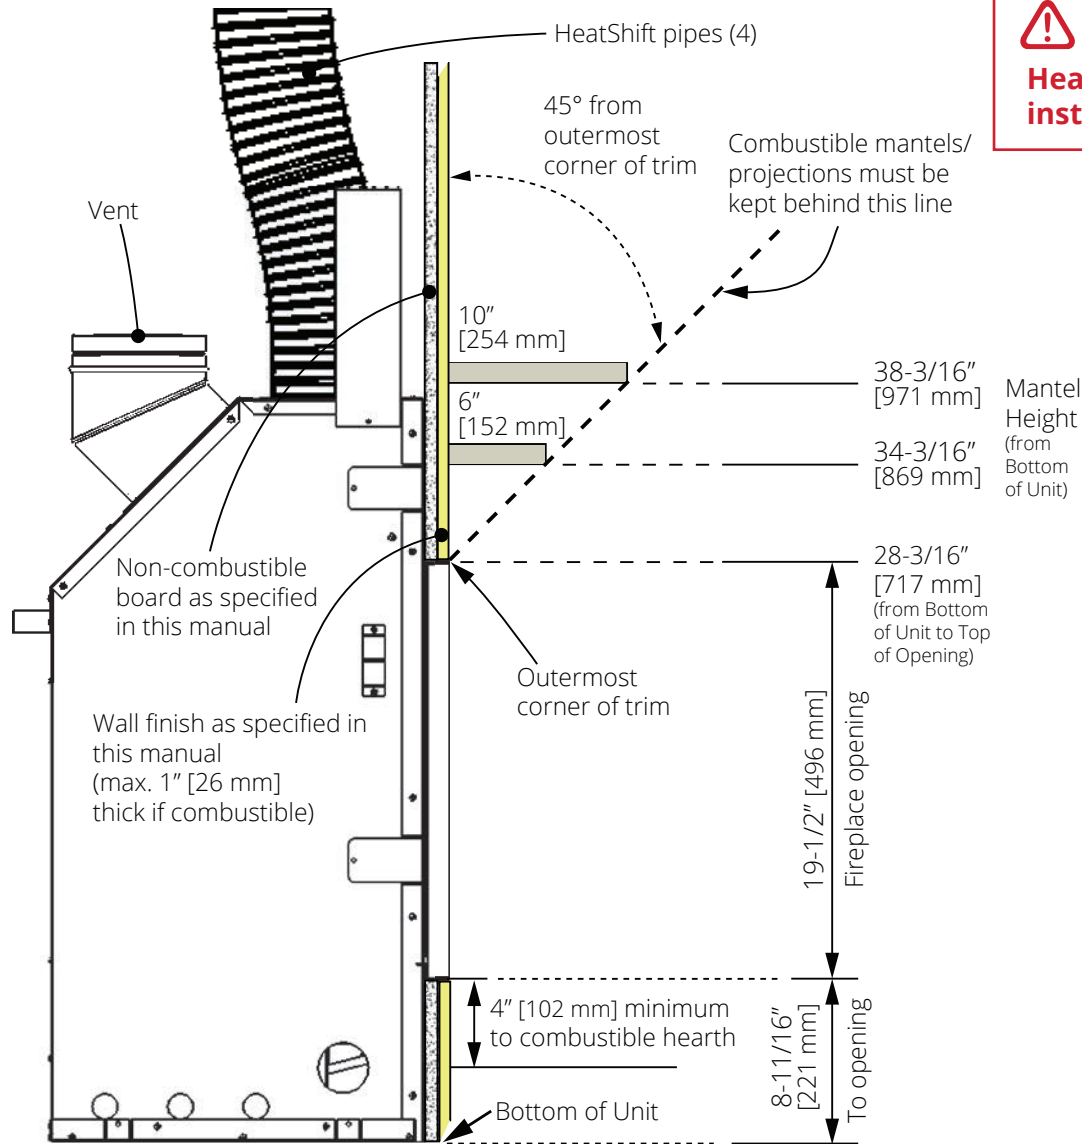 HeatShift pipes (4)
45° from
outermost
corner of trim
Combustible mantels/
projections must be
kept behind this line
Vent
10”
[254 mm]
6”
[152 mm]
38-3/16”
[971 mm]
34-3/16”
[869 mm]
Mantel
Height
(from
Bottom
of Unit)
28-3/16”
[717 mm]
(from Bottom
of Unit to Top
of Opening)
Non-combustible
board as specified
in this manual
Outermost
corner of trim
Wall finish as specified in
this manual
(max. 1” [26 mm]
thick if combustible)
19-1/2” [496 mm]
Fireplace opening
4” [102 mm] minimum
to combustible hearth
8-11/16”
[221 mm]
To opening
Bottom of Unit